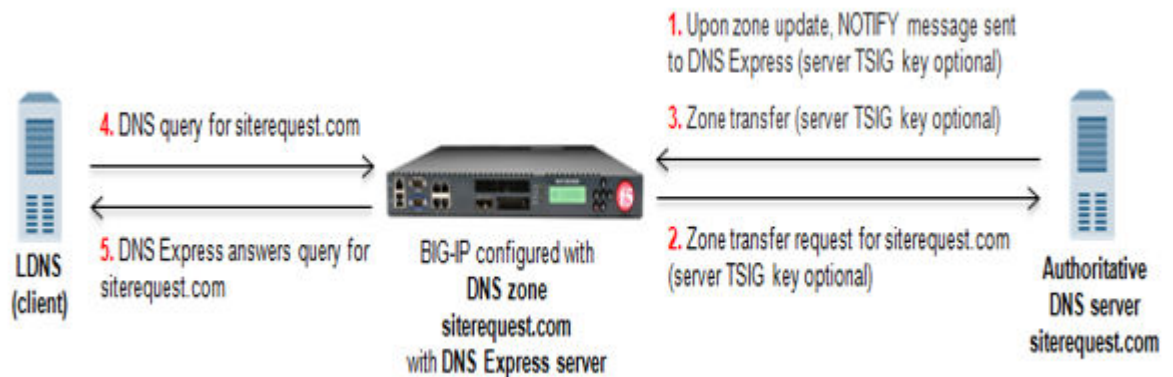 1. Upon zone update, NOTIFY message sent
to DNS Express (server TSIG key optional)
4. DNS query for siterequest.com
3. Zone transfer (server TSIG key optional)
5. DNS Express answers query for
siterequest.com
2. Zone transfer request for siterequest.com
(server TSIG key optional)
LDNS
(client)
BIG-IP configured with
DNS zone
siterequest.com
with DNS Express server
Authoritative
DNS server
siterequest.com